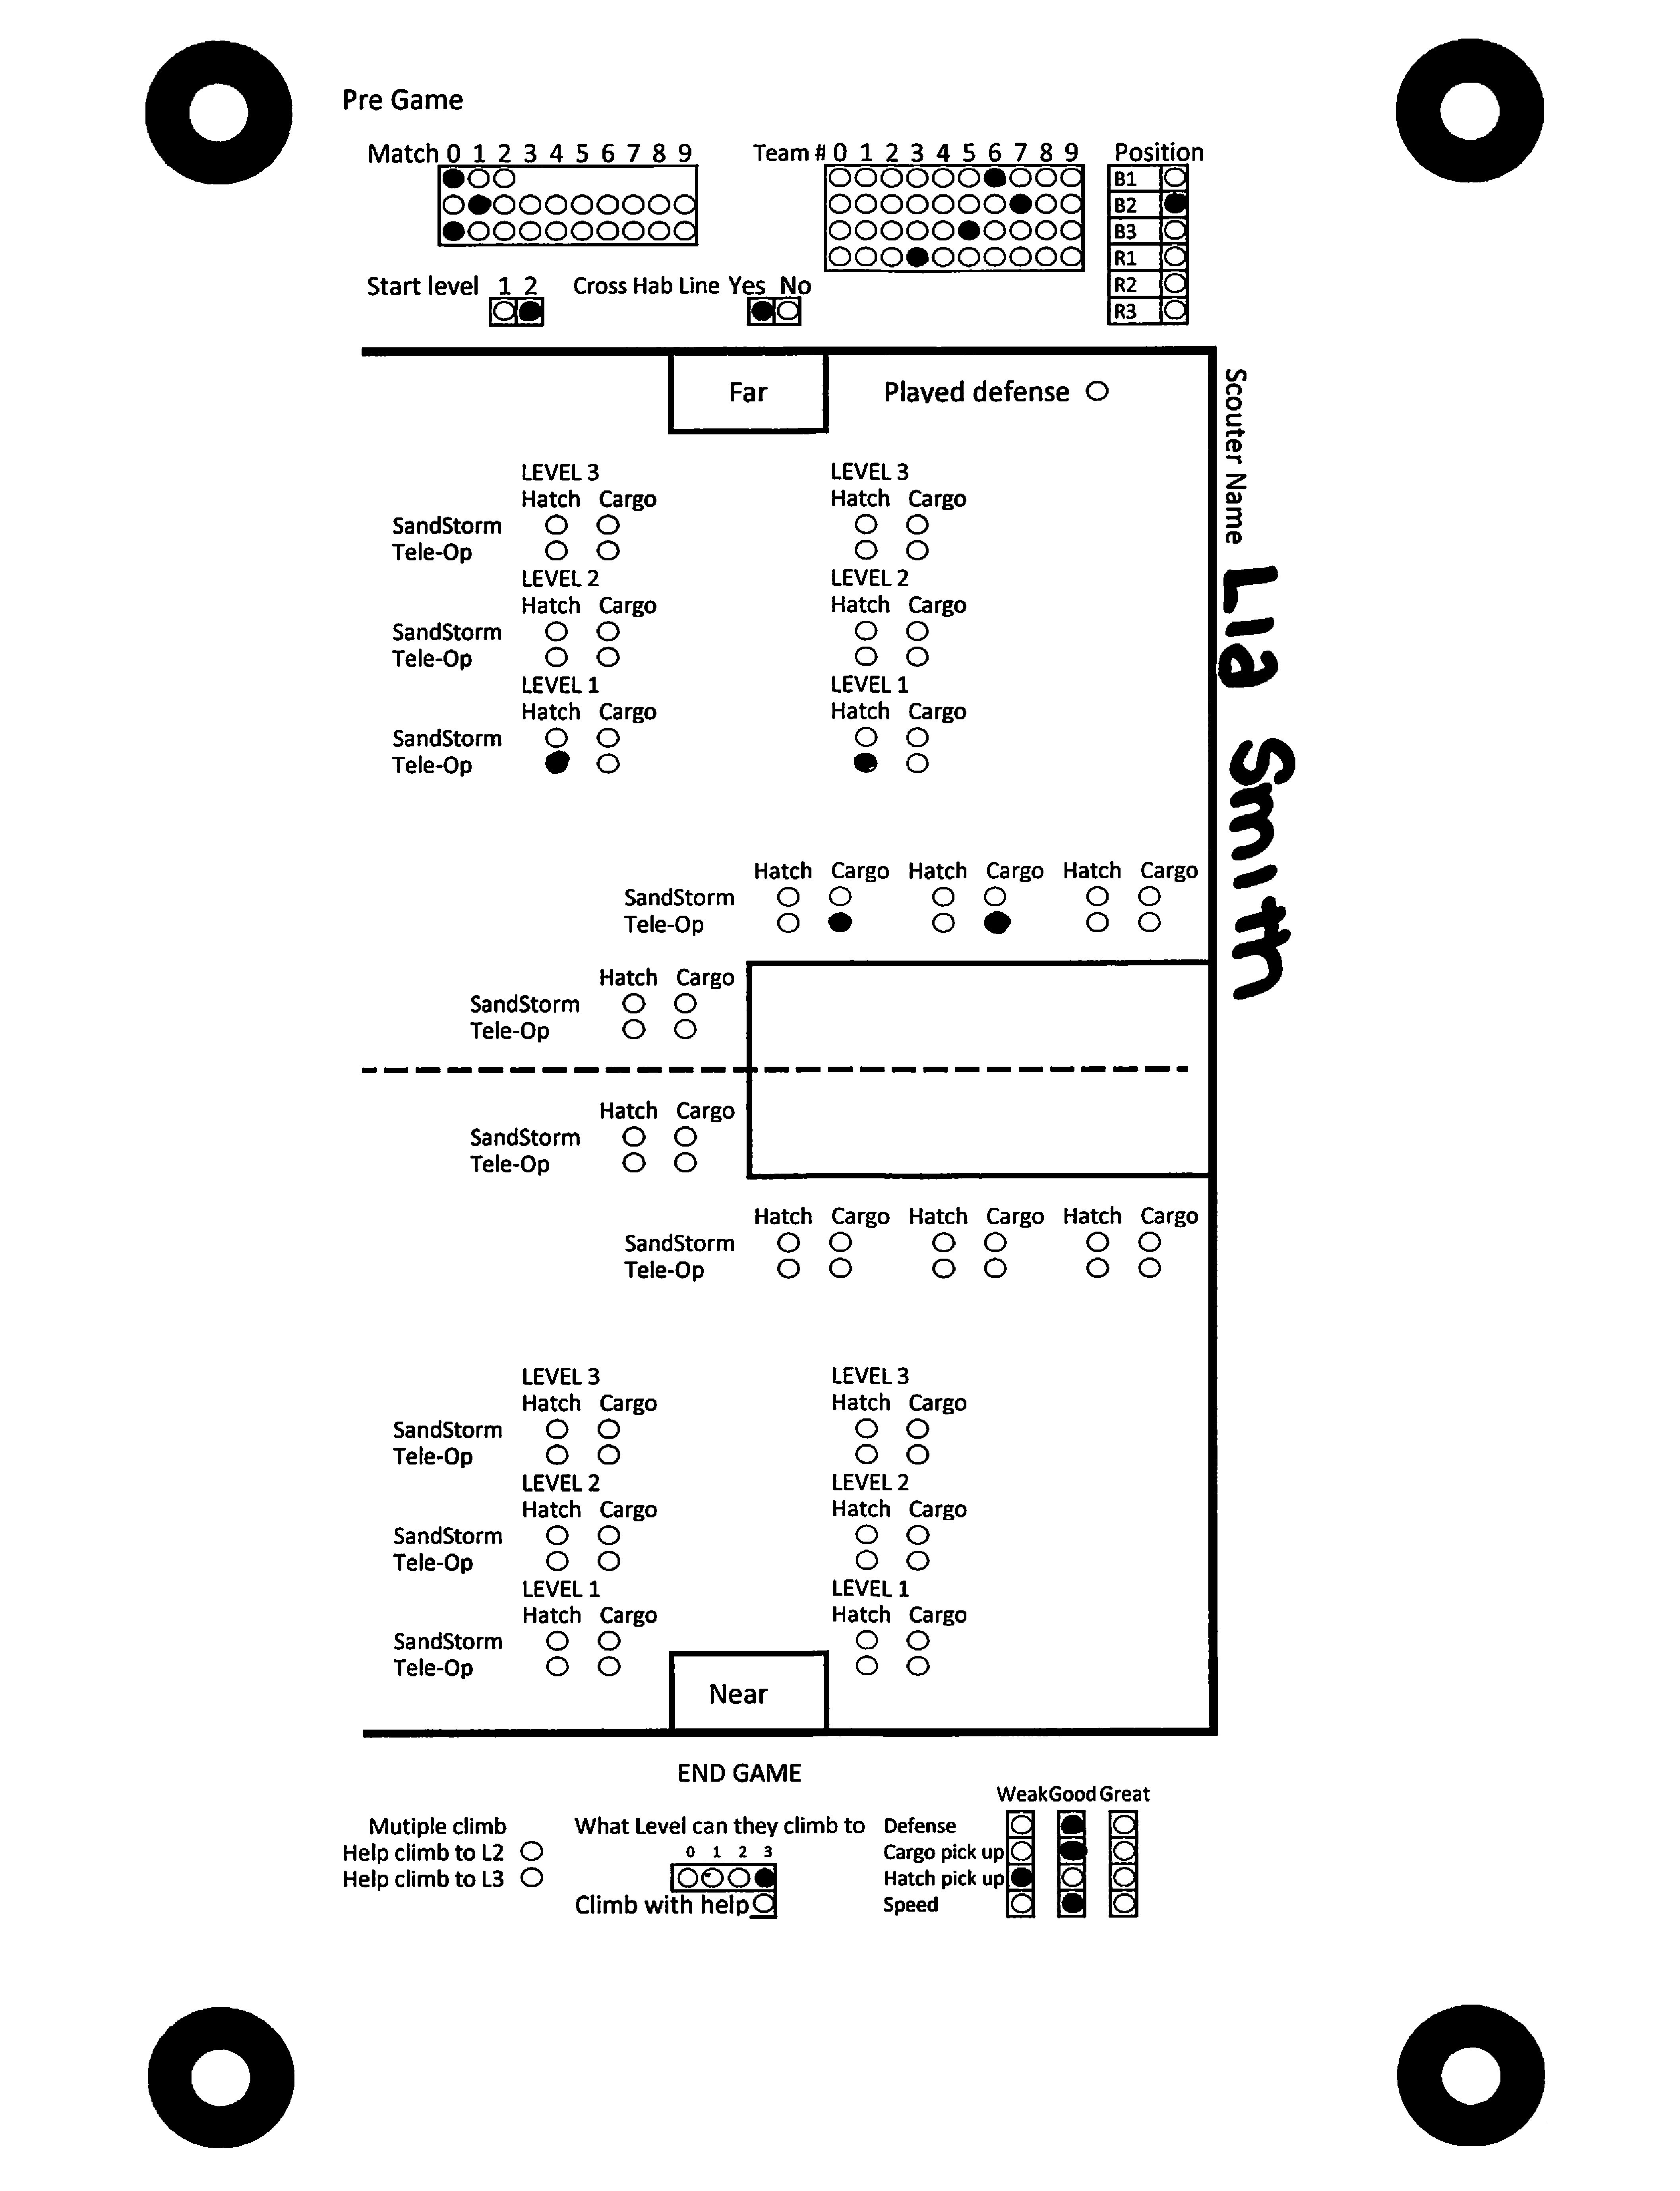 Pre Game
Match 0 1 2 3 4 5 6 7 8 9
Team # 0 1 2 3 4 5 6 7 8 9
Position
B1
B2
B3
R1
R2
R3
Start level 1 2
Cross Hab Line Yes No
Far
Played defense
Scouter Name Lia Smith
LEVEL 3 LEVEL 3
Hatch Cargo Hatch Cargo
SandStorm
Tele-Op
LEVEL 2 LEVEL 2
Hatch Cargo Hatch Cargo
SandStorm
Tele-Op
LEVEL 1 LEVEL 1
Hatch Cargo Hatch Cargo
SandStorm
Tele-Op
Hatch Cargo Hatch Cargo Hatch Cargo
SandStorm
Tele-Op
Hatch Cargo
SandStorm
Tele-Op
Hatch Cargo
SandStorm
Tele-Op
Hatch Cargo Hatch Cargo Hatch Cargo
SandStorm
Tele-Op
LEVEL 3 LEVEL 3
Hatch Cargo Hatch Cargo
SandStorm
Tele-Op
LEVEL 2 LEVEL 2
Hatch Cargo Hatch Cargo
SandStorm
Tele-Op
LEVEL 1 LEVEL 1
Hatch Cargo Hatch Cargo
SandStorm
Tele-Op
Near
END GAME
Mutiple climb
Help climb to L2
Help climb to L3
What Level can they climb to
0 1 2 3
Climb with help
Weak Good Great
Defense
Cargo pick up
Hatch pick up
Speed